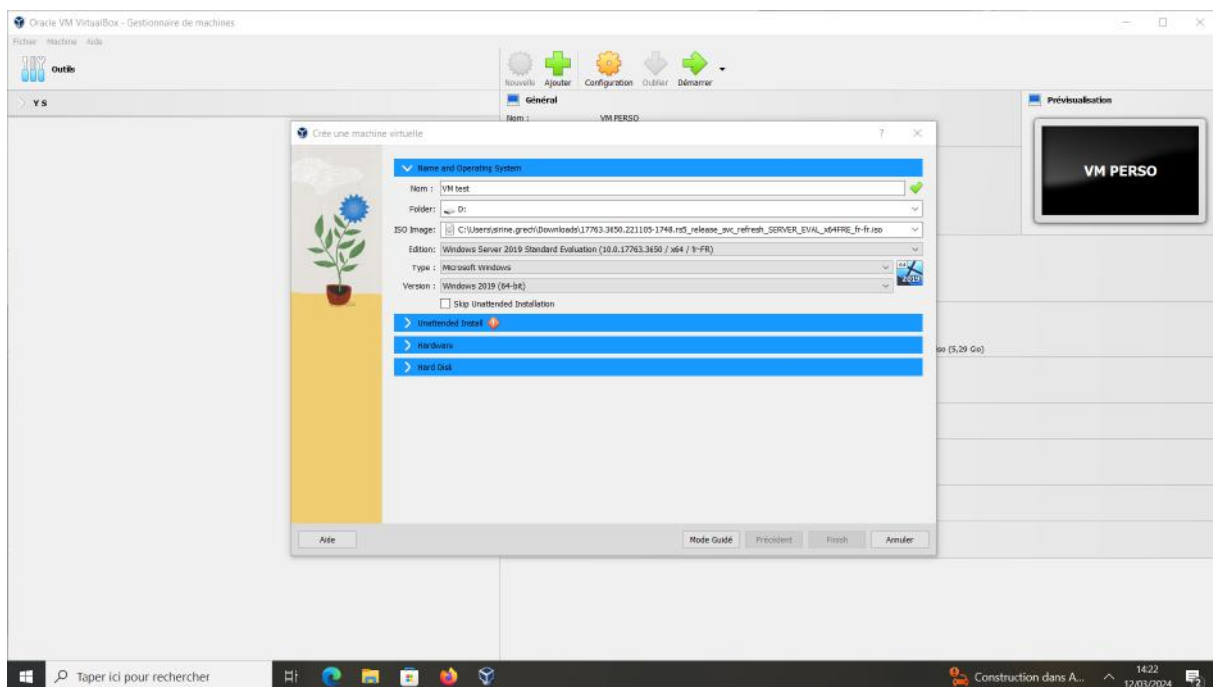 Oracle VM VirtualBox - Gestionnaire de machines
Fichier Machine Aide
Outils
Nouvelle Ajouter Configuration Oublier Démarrer
Y S
Général
Prévisualisation
Nom : VM PERSO
VM PERSO
Crée une machine virtuelle
?
Name and Operating System
Nom : VM test
Folder: D:
ISO Image: C:\Users\sirine.grech\Downloads\17763.3650.221105-1748.rs5_release_svc_refresh_SERVER_EVAL_x64FRE_fr-fr.iso
Edition: Windows Server 2019 Standard Evaluation (10.0.17763.3650 / x64 / fr-FR)
Type : Microsoft Windows
64
2019
Version : Windows 2019 (64-bit)
Skip Unattended Installation
Unattended Install
Hardware
iso (5,29 Go)
Hard Disk
Aide
Mode Guidé Précédent Finish Annuler
Taper ici pour rechercher
Construction dans A...
14:22
12/03/2024
2